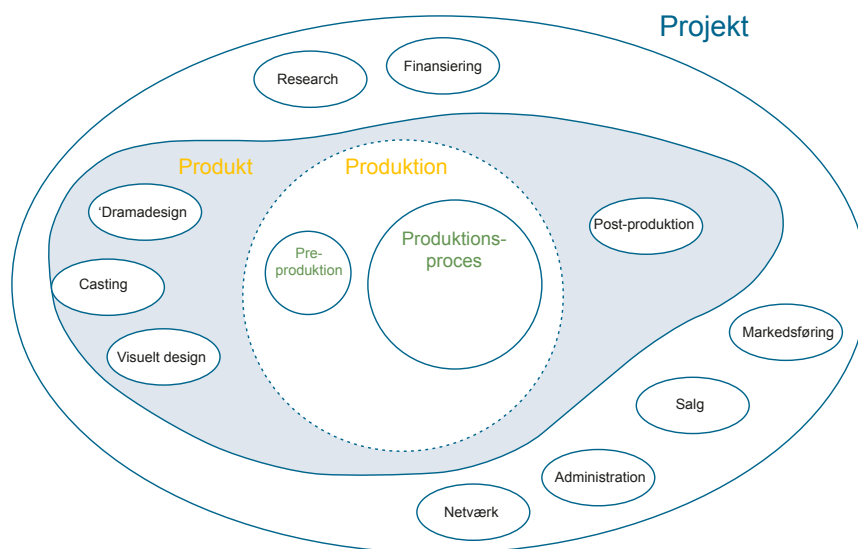 Projekt
Finansiering
Research
Produkt
Produktion
'Dramadesign
Post-produktion
Produktions-
proces
Pre-
produktion
Casting
Markedsføring
Visuelt design
Salg
Administration
Netværk